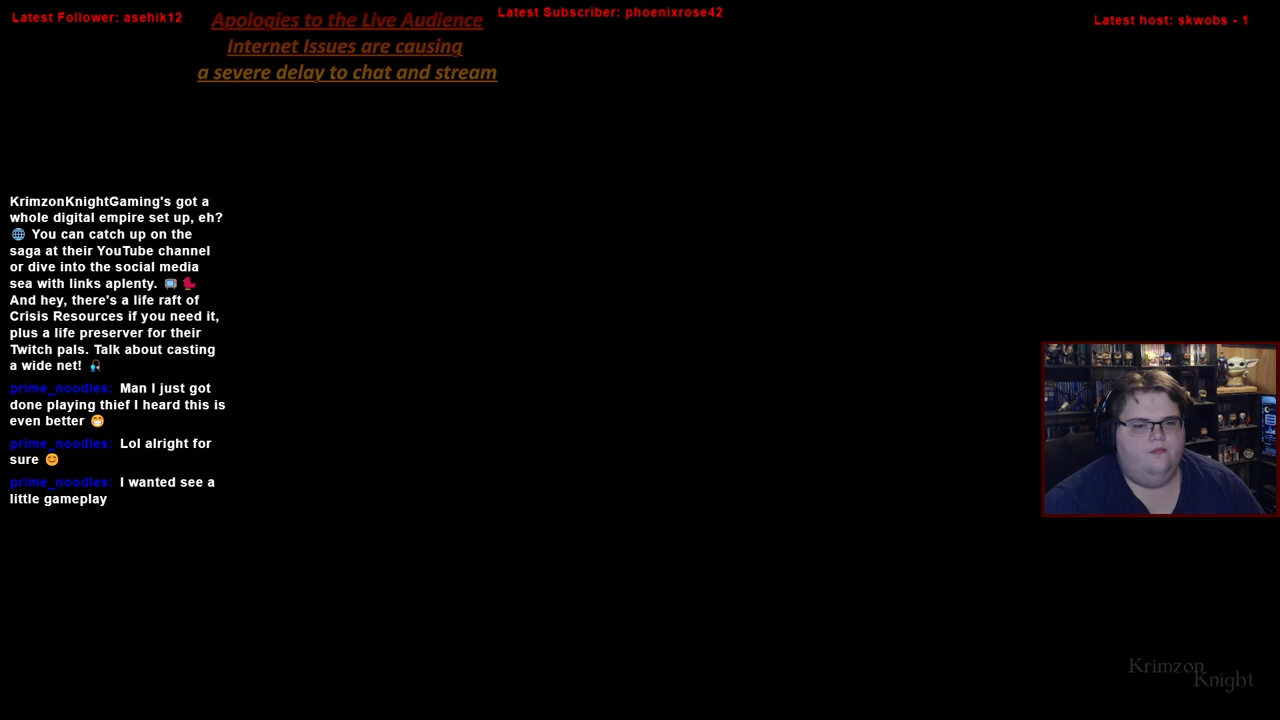 Latest Follower: asehik12
Apologies to the Live Audience
Internet Issues are causing
a severe delay to chat and stream
Latest Subscriber: phoenixrose42
Latest host: skwobs - 1
KrimzonKnightGaming's got a
whole digital empire set up, eh?
🌐 You can catch up on the
saga at their YouTube channel
or dive into the social media
sea with links aplenty. 📺 🐦
And hey, there's a life raft of
Crisis Resources if you need it,
plus a life preserver for their
Twitch pals. Talk about casting
a wide net! 🎣
prime_noodles: Man I just got
done playing thief I heard this is
even better 😁
prime_noodles: Lol alright for
sure 😊
prime_noodles: I wanted see a
little gameplay
Krimzon
Knight